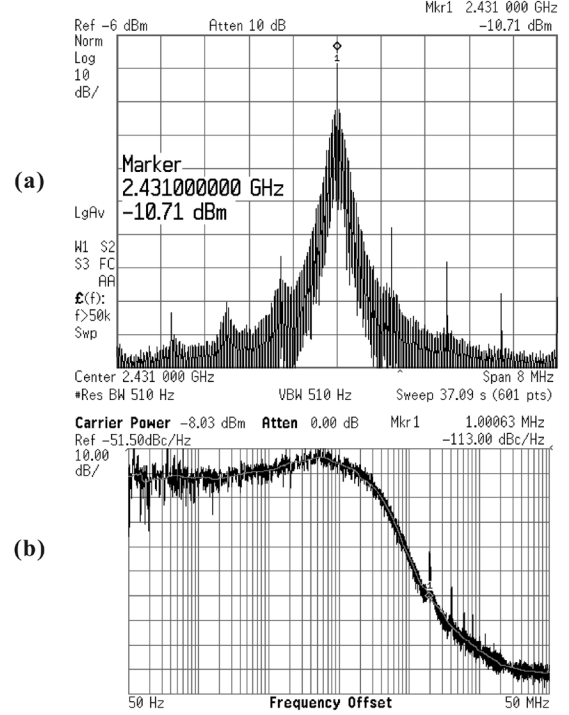 Mkr1 2.431 000 GHz
Ref -6 dBm Atten 10 dB -10.71 dBm
Norm
Log
10
dB/
1
(a)
Marker
2.431000000 GHz
-10.71 dBm
LgAv
W1 S2
S3 FC
AA
£(f):
f>50k
Swp
Center 2.431 000 GHz Span 8 MHz
#Res BW 510 Hz VBW 510 Hz Sweep 37.09 s (601 pts)
Carrier Power -8.03 dBm Atten 0.00 dB Mkr1 1.00063 MHz
Ref -51.50dBc/Hz -113.00 dBc/Hz
10.00
dB/
(b)
1
50 Hz Frequency Offset 50 MHz